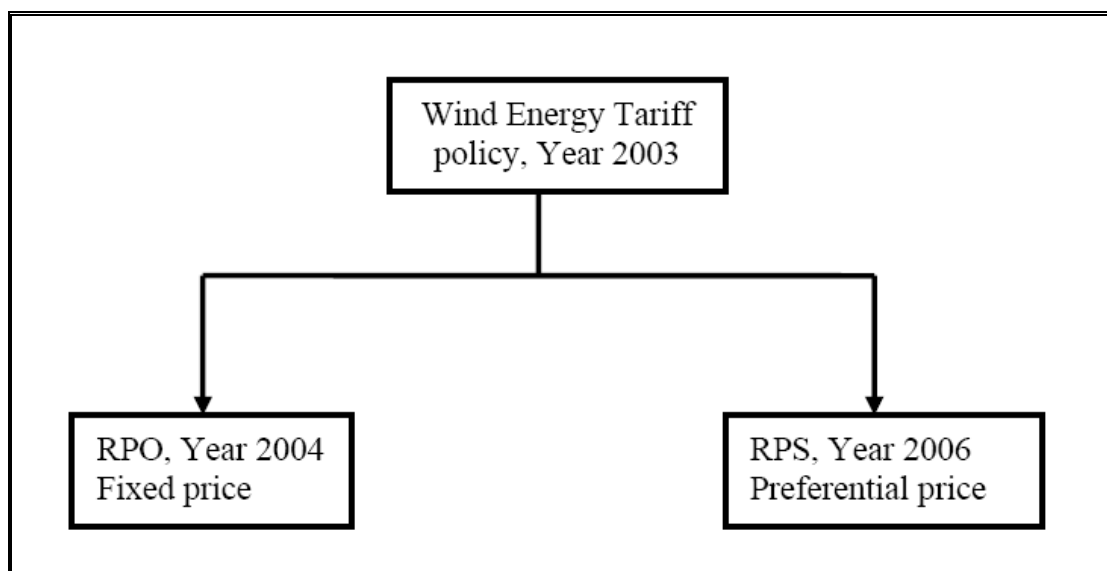 Wind Energy Tariff
policy, Year 2003
RPO, Year 2004
Fixed price
RPS, Year 2006
Preferential price